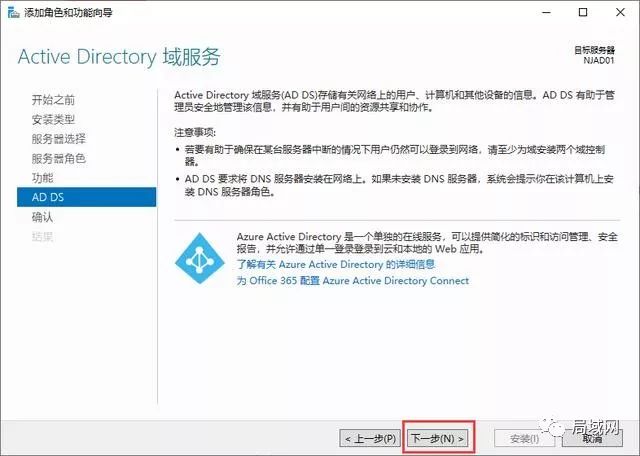 添加角色和功能向导
Active Directory 域服务
目标服务器
NJAD01
开始之前
安装类型
服务器选择
服务器角色
功能
AD DS
确认
结果
Active Directory 域服务(AD DS)存储有关网络上的用户、计算机和其他设备的信息。AD DS 有助于管
理员安全地管理该信息，并有助于用户间的资源共享和协作。
注意事项:
• 若要有助于确保在某台服务器中断的情况下用户仍然可以登录到网络，请至少为域安装两个域控制
器。
• AD DS 要求将 DNS 服务器安装在网络上。如果未安装 DNS 服务器，系统会提示你在该计算机上安
装 DNS 服务器角色。
Azure Active Directory 是一个单独的在线服务，可以提供简化的标识和访问管理、安全
报告，并允许通过单一登录登录到云和本地的 Web 应用。
了解有关 Azure Active Directory 的详细信息
为 Office 365 配置 Azure Active Directory Connect
< 上一步(P)
下一步(N) >
安装(I)
取消
局域网